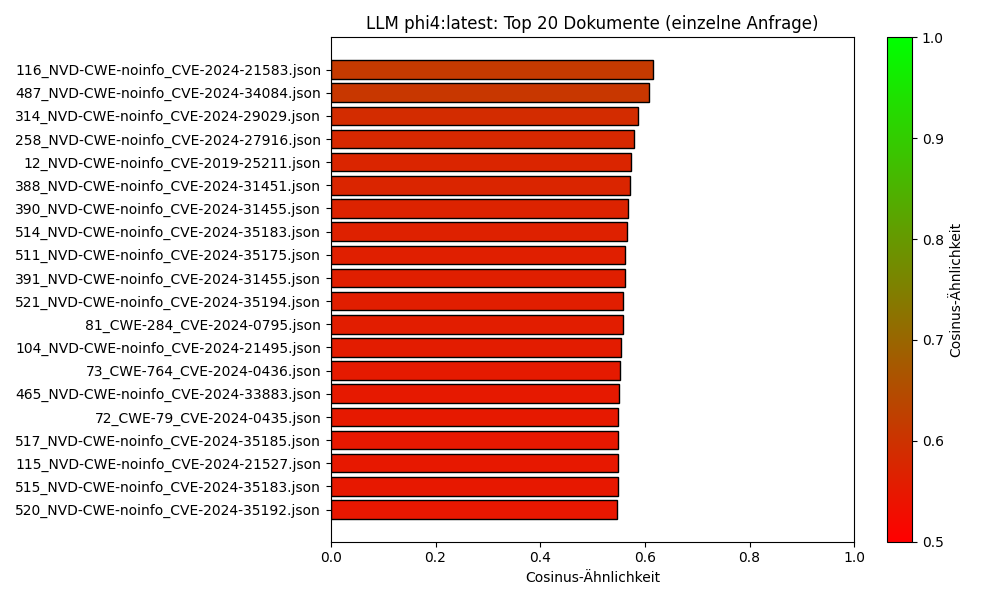 LLM phi4:latest: Top 20 Dokumente (einzelne Anfrage)
116_NVD-CWE-noinfo_CVE-2024-21583.json
487_NVD-CWE-noinfo_CVE-2024-34084.json
314_NVD-CWE-noinfo_CVE-2024-29029.json
258_NVD-CWE-noinfo_CVE-2024-27916.json
12_NVD-CWE-noinfo_CVE-2019-25211.json
388_NVD-CWE-noinfo_CVE-2024-31451.json
390_NVD-CWE-noinfo_CVE-2024-31455.json
514_NVD-CWE-noinfo_CVE-2024-35183.json
511_NVD-CWE-noinfo_CVE-2024-35175.json
391_NVD-CWE-noinfo_CVE-2024-31455.json
521_NVD-CWE-noinfo_CVE-2024-35194.json
81_CWE-284_CVE-2024-0795.json
104_NVD-CWE-noinfo_CVE-2024-21495.json
73_CWE-764_CVE-2024-0436.json
465_NVD-CWE-noinfo_CVE-2024-33883.json
72_CWE-79_CVE-2024-0435.json
517_NVD-CWE-noinfo_CVE-2024-35185.json
115_NVD-CWE-noinfo_CVE-2024-21527.json
515_NVD-CWE-noinfo_CVE-2024-35183.json
520_NVD-CWE-noinfo_CVE-2024-35192.json
0.0 0.2 0.4 0.6 0.8 1.0
Cosinus-Ähnlichkeit
1.0
0.9
0.8
0.7
0.6
0.5
Cosinus-Ähnlichkeit